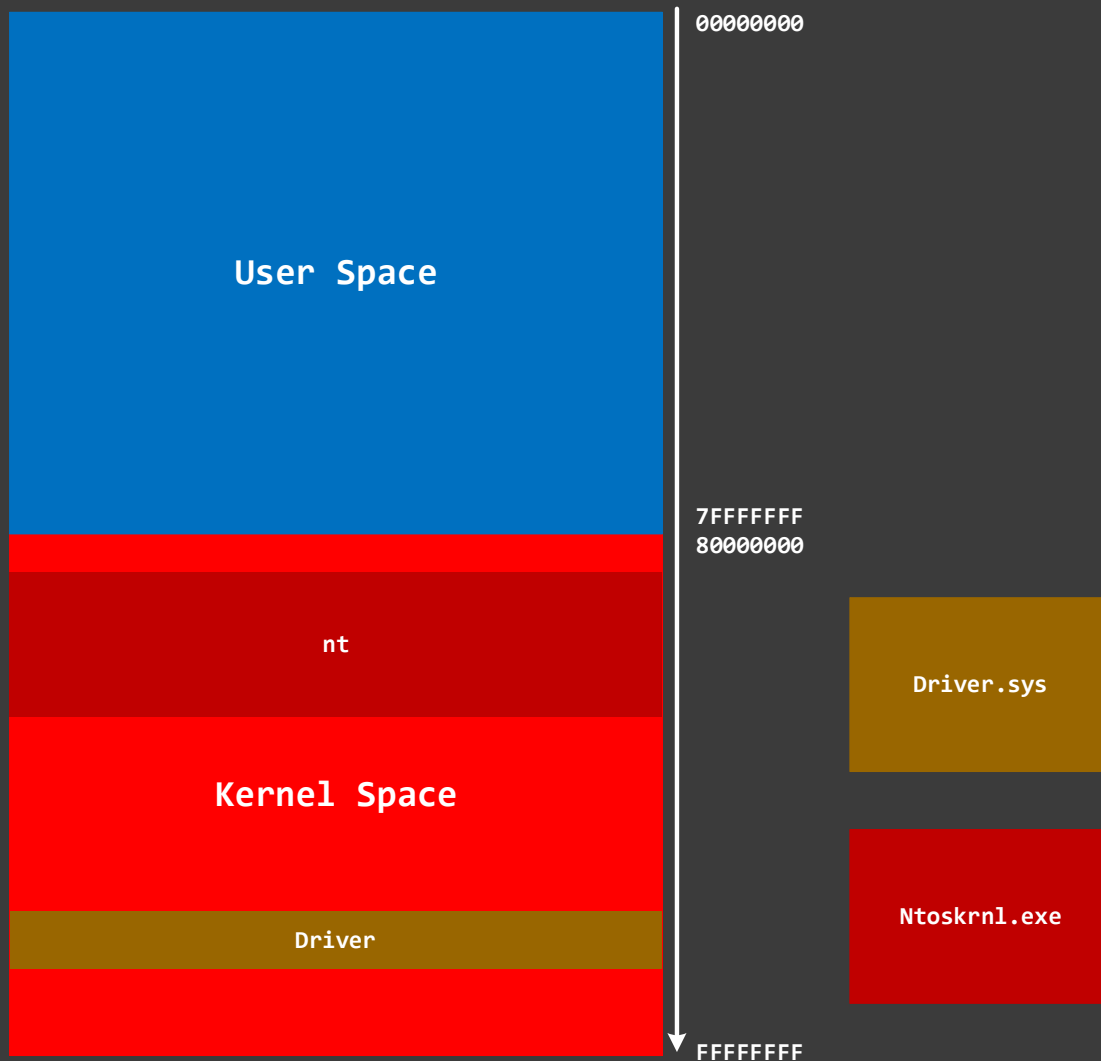 00000000
User Space
7FFFFFFF
80000000
nt
Driver.sys
Kernel Space
Ntoskrnl.exe
Driver
FFFFFFFF